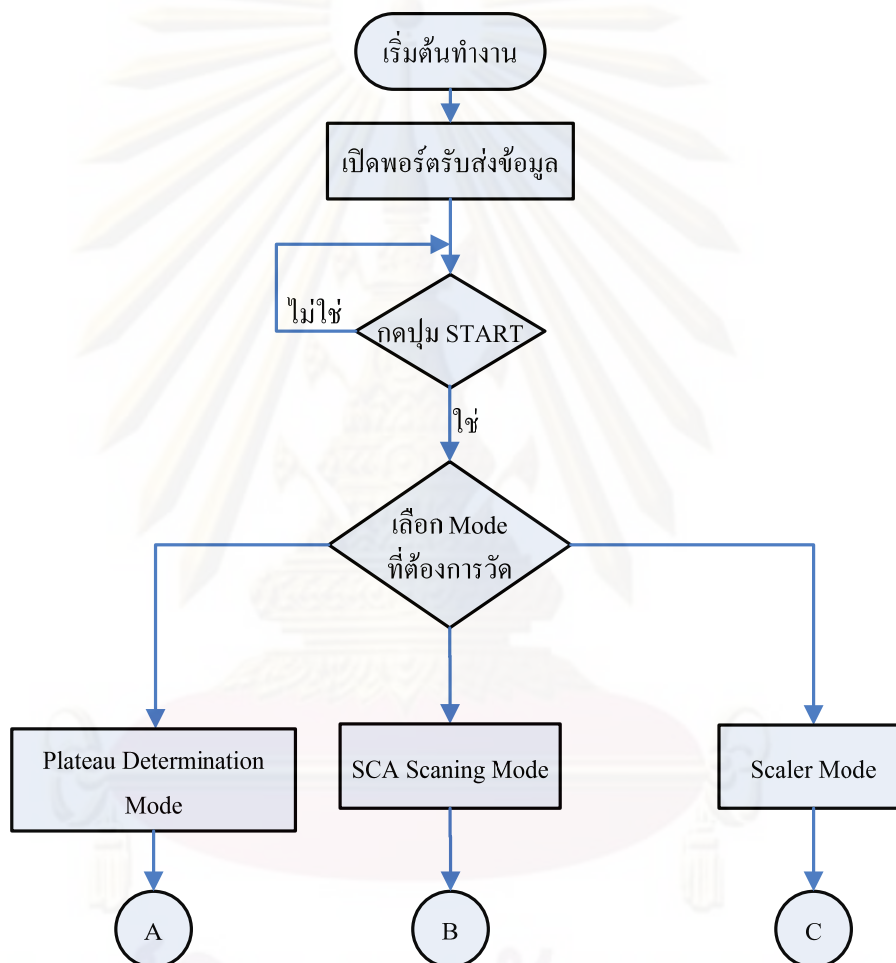 เริ่มต้นทำงาน
เปิดพอร์ตรับส่งข้อมูล
ไม่ใช่
กดปุ่ม START
ใช่
เลือก Mode
ที่ต้องการวัด
Plateau Determination
Mode
SCA Scaning Mode
Scaler Mode
A
B
C